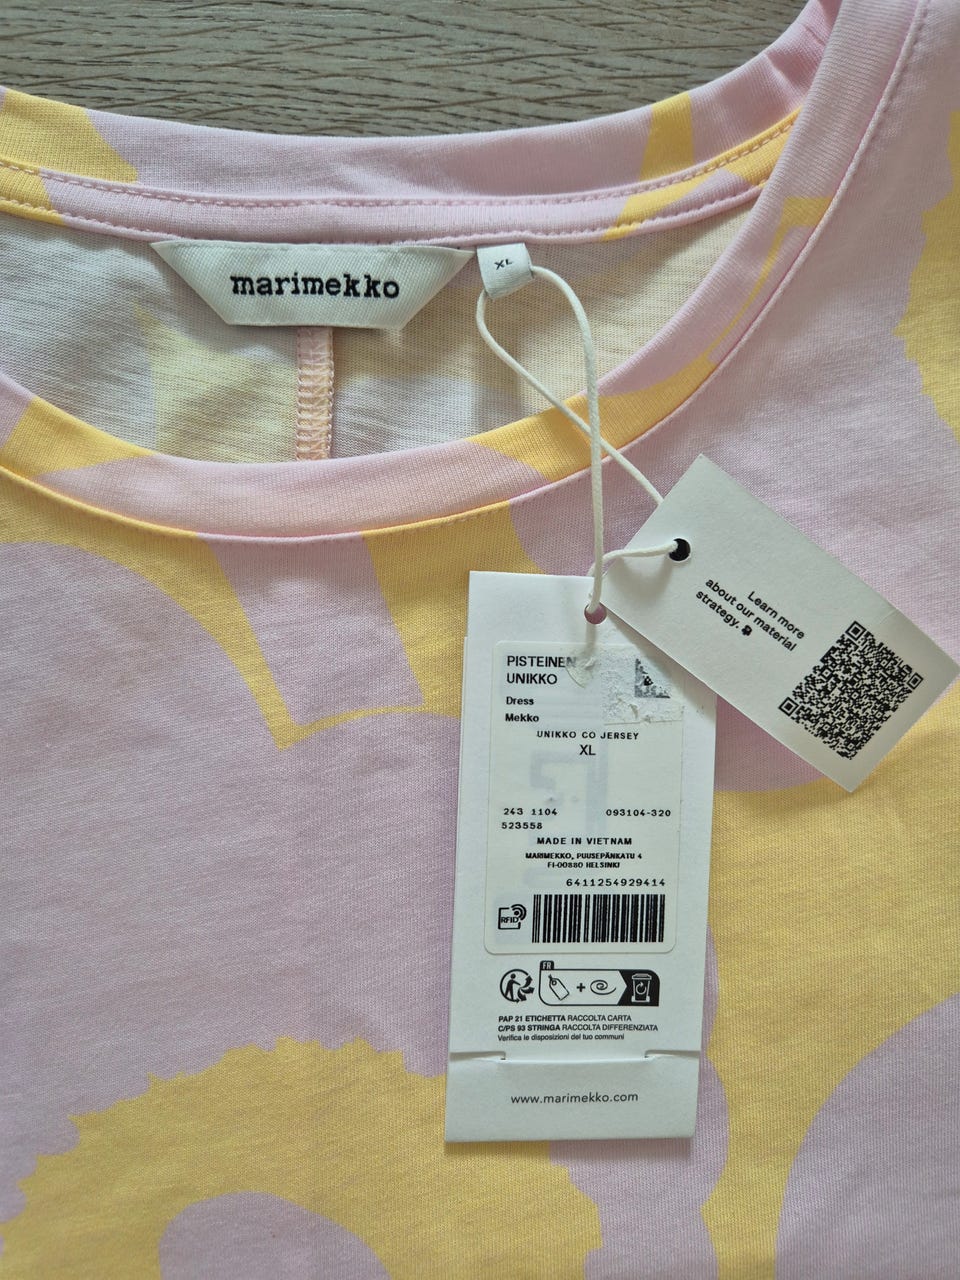 marimekko
XL
Learn more
about our material
strategy.
PISTEINEN
UNIKKO
Dress
Mekko
UNIKKO CO JERSEY
XL
243 1104 093104-320
523558
MADE IN VIETNAM
MARIMEKKO, PUUSEPÄNKATU 4
FI-00880 HELSINKI
6411254929414
RFID
FR
+
PAP 21 ETICHETTA RACCOLTA CARTA
C/PS 93 STRINGA RACCOLTA DIFFERENZIATA
Verifica le disposizioni del tuo comuni
www.marimekko.com